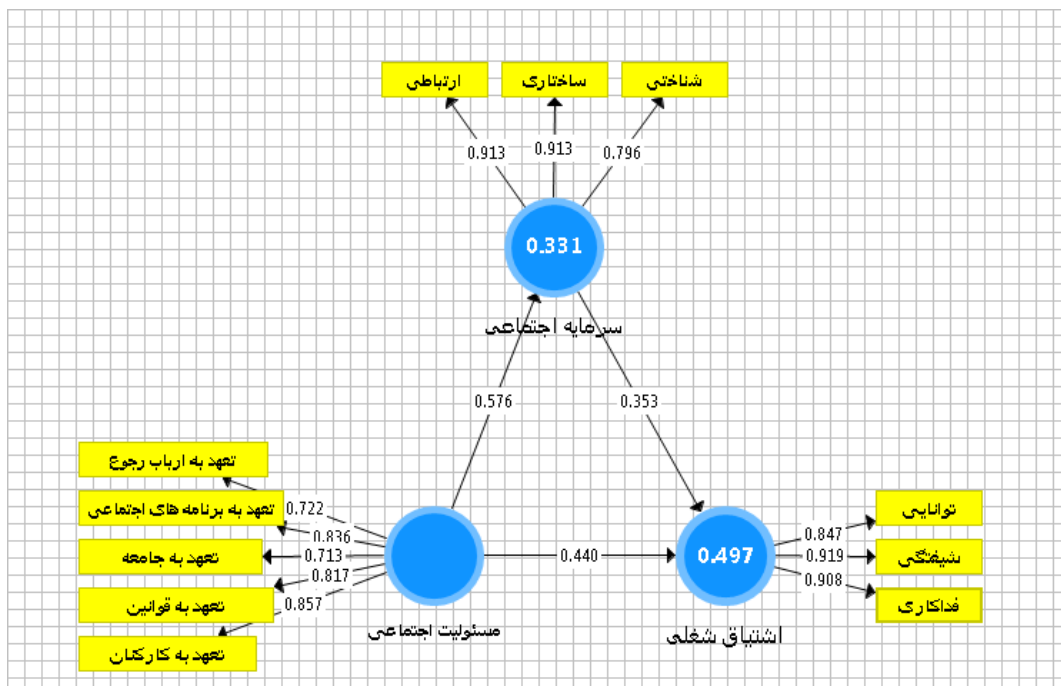 ارتباطی
ساختاری
شناختی
0.913
0.913
0.796
0.331
سرمایه اجتماعی
0.576
0.353
تعهد به ارباب رجوع
تعهد به برنامه های اجتماعی
تعهد به جامعه
تعهد به قوانین
تعهد به کارکنان
0.722
0.836
0.713
0.817
0.857
مسئولیت اجتماعی
0.440
0.497
اشتیاق شغلی
0.847
0.919
0.908
توانایی
شیفتگی
فداکاری